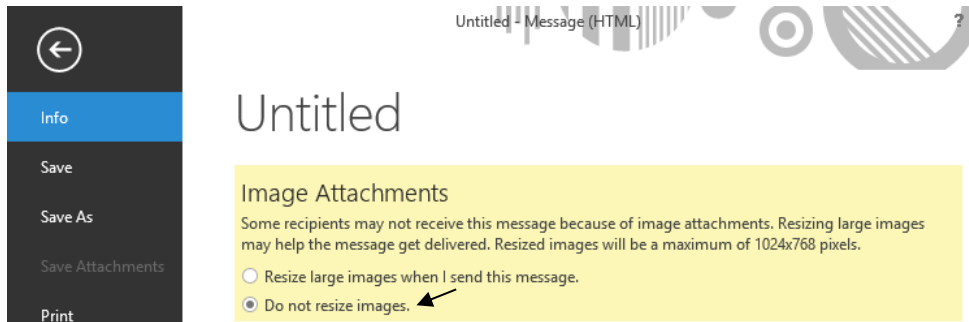 Untitled - Message (HTML)
?
Info
Untitled
Save
Image Attachments
Save As
Some recipients may not receive this message because of image attachments. Resizing large images
may help the message get delivered. Resized images will be a maximum of 1024x768 pixels.
Save Attachments
Resize large images when I send this message.
Do not resize images.
Print